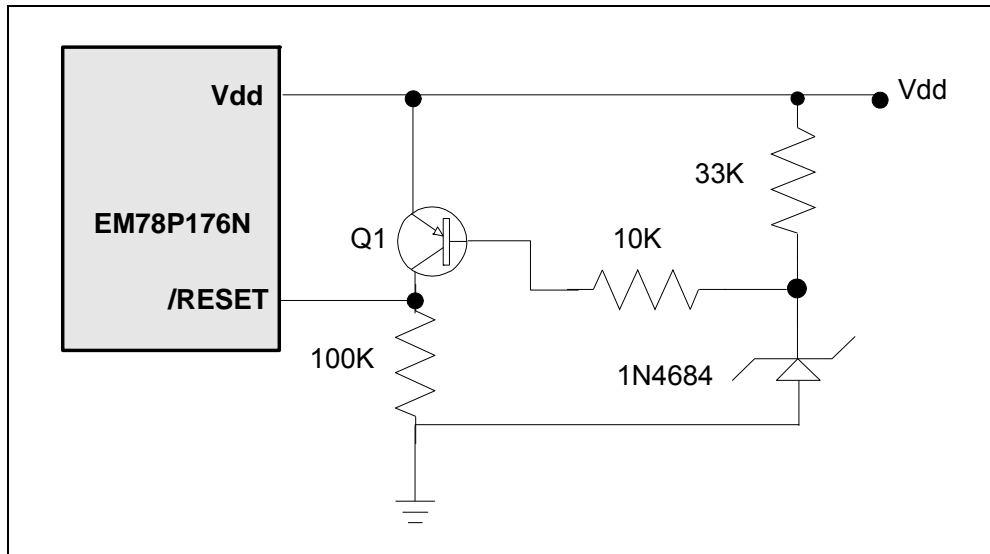 Vdd
Vdd
33K
EM78P176N
Q1
10K
/RESET
100K
1N4684